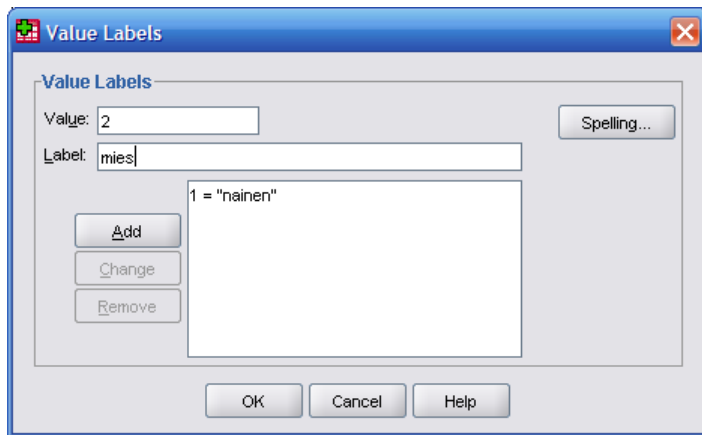 Value Labels
Value Labels
Value: 2
Spelling...
Label: mies
1 = "nainen"
Add
Change
Remove
OK Cancel Help